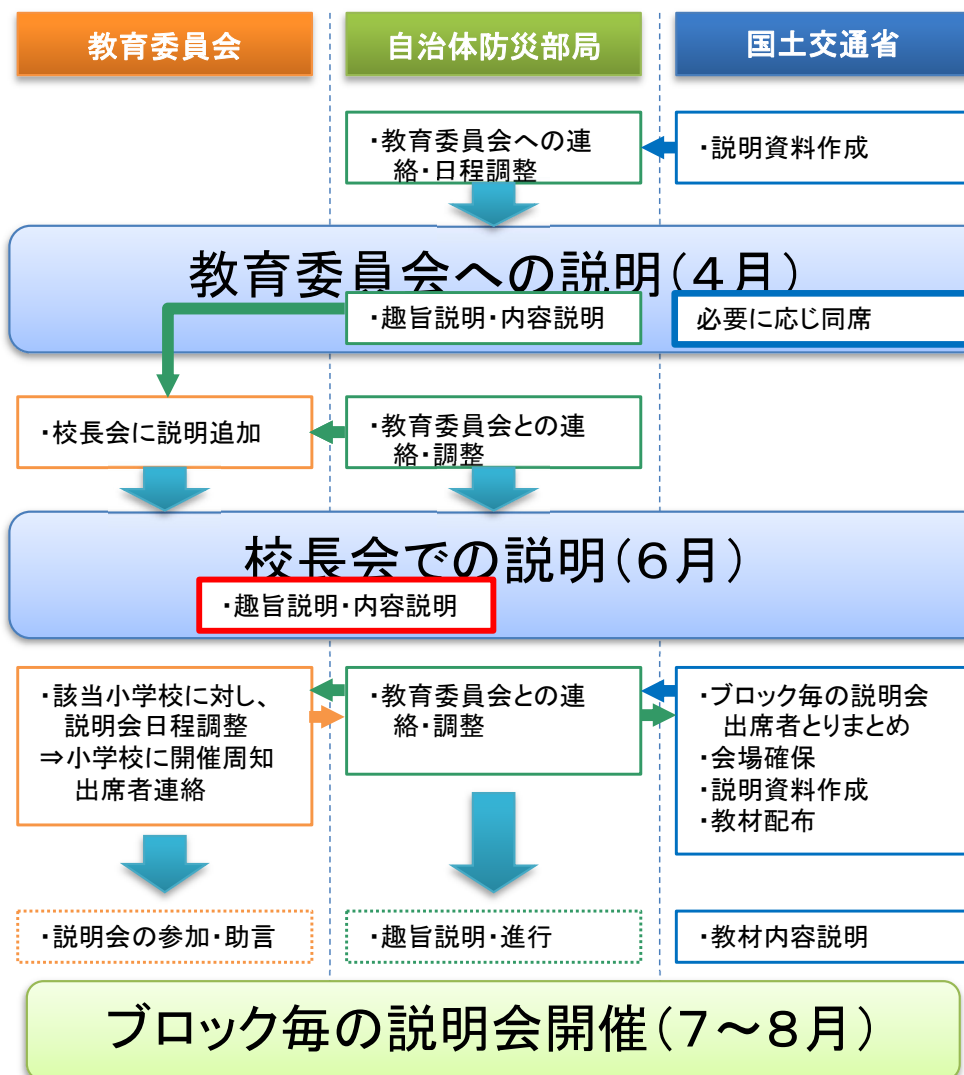 教育委員会
自治体防災部局
国土交通省
・教育委員会への連
絡・日程調整
・説明資料作成
教育委員会への説明(4月)
・趣旨説明・内容説明
必要に応じ同席
・校長会に説明追加
・教育委員会との連
絡・調整
校長会での説明(6月)
・趣旨説明・内容説明
・該当小学校に対し、
説明会日程調整
⇒小学校に開催周知
出席者連絡
・教育委員会との連
絡・調整
・ブロック毎の説明会
出席者とりまとめ
・会場確保
・説明資料作成
・教材配布
・説明会の参加・助言
・趣旨説明・進行
・教材内容説明
ブロック毎の説明会開催(7～8月)